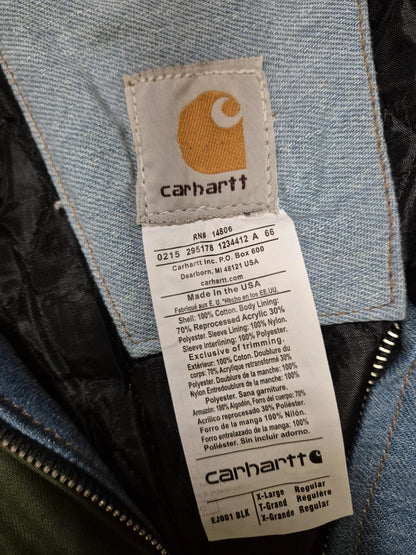 carhartt
RN# 14806
0215 295178 1234412 A 66
Carhartt Inc. P.O. Box 600
Dearborn, MI 48121 USA
carhartt.com
Made in the USA
Fabriqué aux É. U. *Hecho en los EE.UU.
Shell: 100% Cotton. Body Lining:
70% Reprocessed Acrylic 30%
Polyester. Sleeve Lining: 100% Nylon.
Sleeve interlining: 100% Polyester.
Exclusive of trimming.
Extérieur: 100% Coton. Doublure du
corps: 70% Acrylique retransformé 30%
Polyester. Doublure de la manche: 100%
Nylon. Doublure de la manche: 100%
Polyester. Sans garniture.
Armazón: 100% Algodón. Forro del cuerpo: 70%
Acrílico reprocesado 30% Poliéster.
Forro de la manga 100% Nilón.
Forro entrelazado de la manga: 100%
Poliéster. Sin incluir adorno.
carhartt
EJ001 BLK
X-Large Regular
T-Grand Regulière
X-Grande Regular